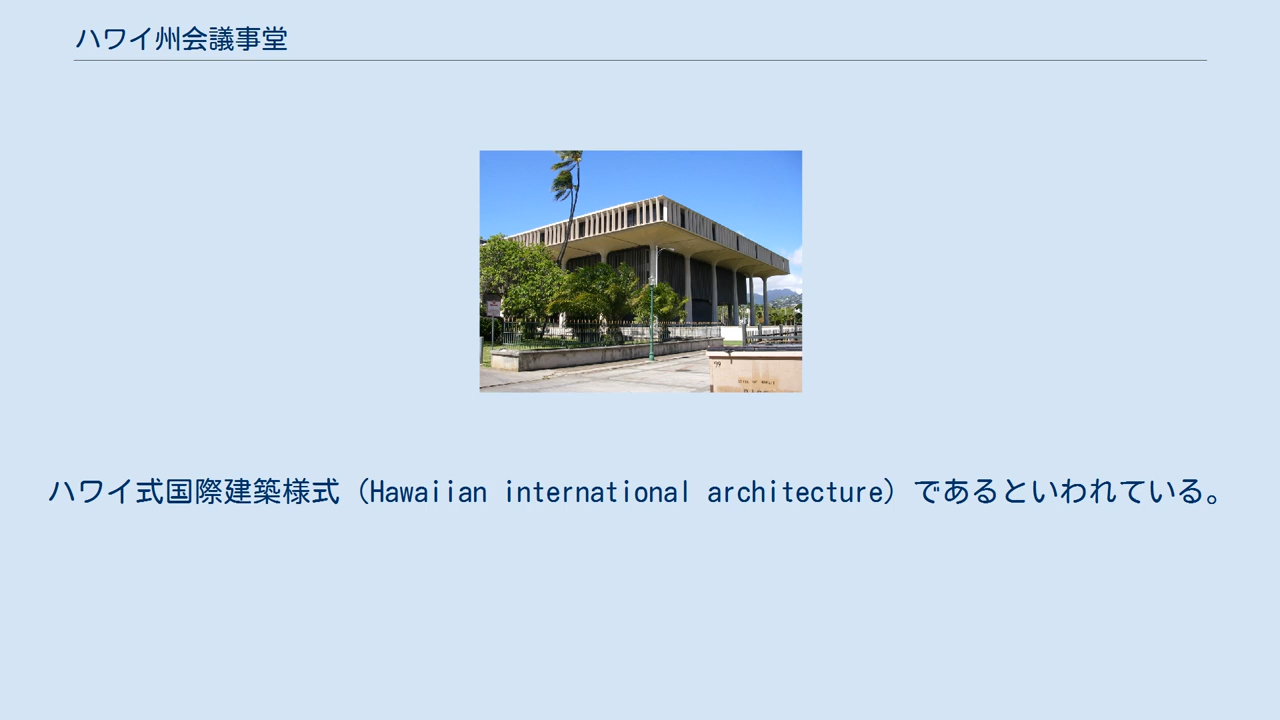 ハワイ州会議事堂
99
ハワイ式国際建築様式（Hawaiian international architecture）であるといわれている。